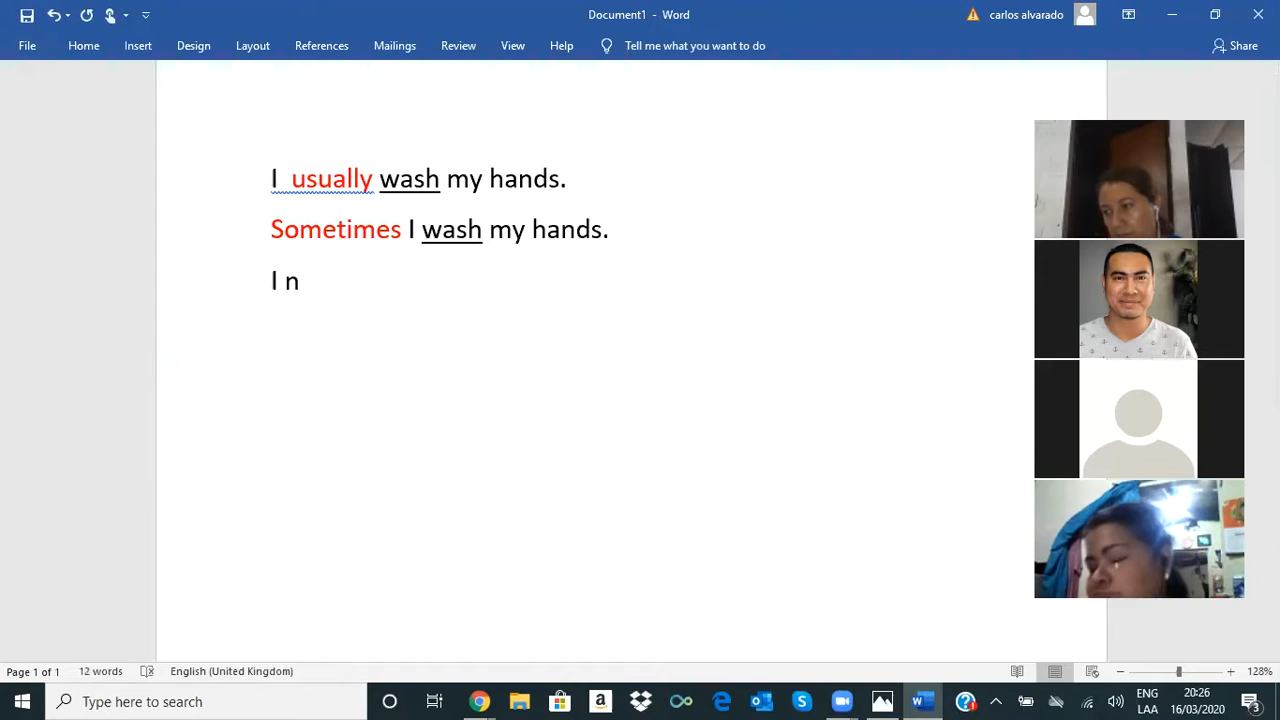 Document1 - Word
carlos alvarado
File Home Insert Design Layout References Mailings Review View Help Tell me what you want to do Share
I usually wash my hands.
Sometimes I wash my hands.
I n
Page 1 of 1 12 words English (United Kingdom) 128%
Type here to search
ENG 20:26
LAA 16/03/2020 3